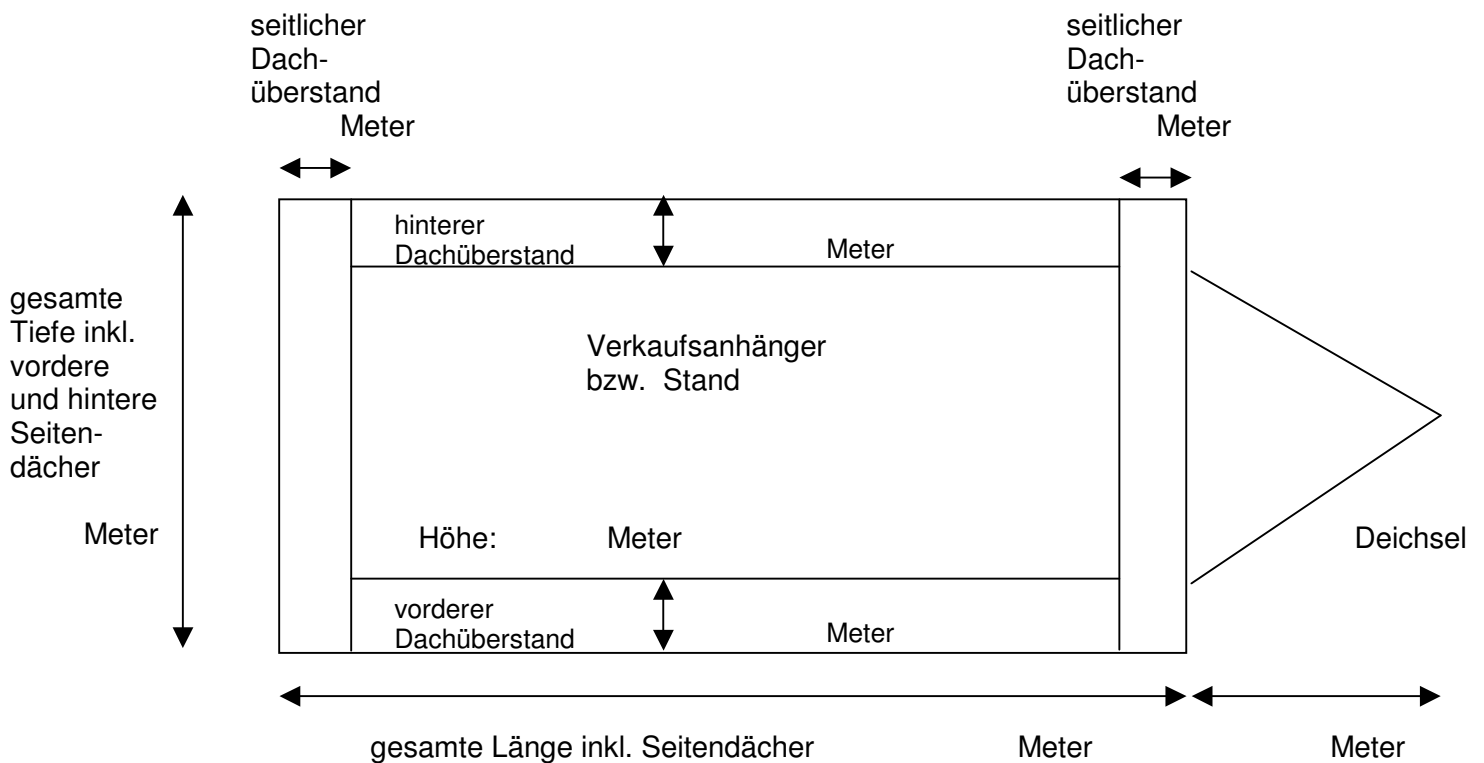 seitlicher
Dach-
überstand
Meter
seitlicher
Dach-
überstand
Meter
hinterer
Dachüberstand
Meter
gesamte
Tiefe inkl.
vordere
und hintere
Seiten-
dächer
Meter
Verkaufsanhänger
bzw. Stand
Höhe: Meter
Deichsel
vorderer
Dachüberstand
Meter
gesamte Länge inkl. Seitendächer Meter Meter